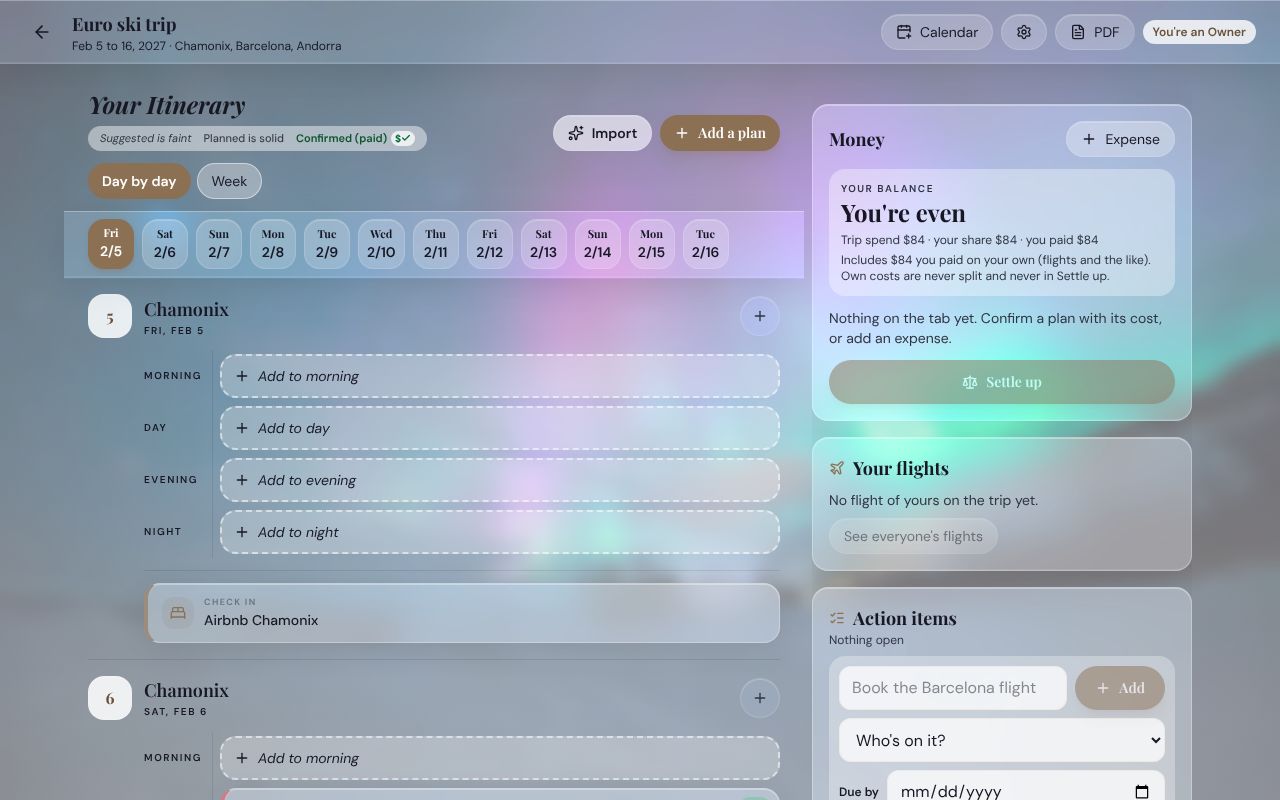 Euro ski trip
Feb 5 to 16, 2027 · Chamonix, Barcelona, Andorra
Calendar
PDF
You're an Owner
Your Itinerary
Suggested is faint Planned is solid Confirmed (paid) $✓
Import
+ Add a plan
Day by day
Week
Fri 2/5
Sat 2/6
Sun 2/7
Mon 2/8
Tue 2/9
Wed 2/10
Thu 2/11
Fri 2/12
Sat 2/13
Sun 2/14
Mon 2/15
Tue 2/16
5
Chamonix
FRI, FEB 5
+
MORNING
+ Add to morning
DAY
+ Add to day
EVENING
+ Add to evening
NIGHT
+ Add to night
CHECK IN
Airbnb Chamonix
6
Chamonix
SAT, FEB 6
+
MORNING
+ Add to morning
Money
+ Expense
YOUR BALANCE
You're even
Trip spend $84 · your share $84 · you paid $84
Includes $84 you paid on your own (flights and the like).
Own costs are never split and never in Settle up.
Nothing on the tab yet. Confirm a plan with its cost,
or add an expense.
Settle up
Your flights
No flight of yours on the trip yet.
See everyone's flights
Action items
Nothing open
Book the Barcelona flight
+ Add
Who's on it?
Due by mm/dd/yyyy